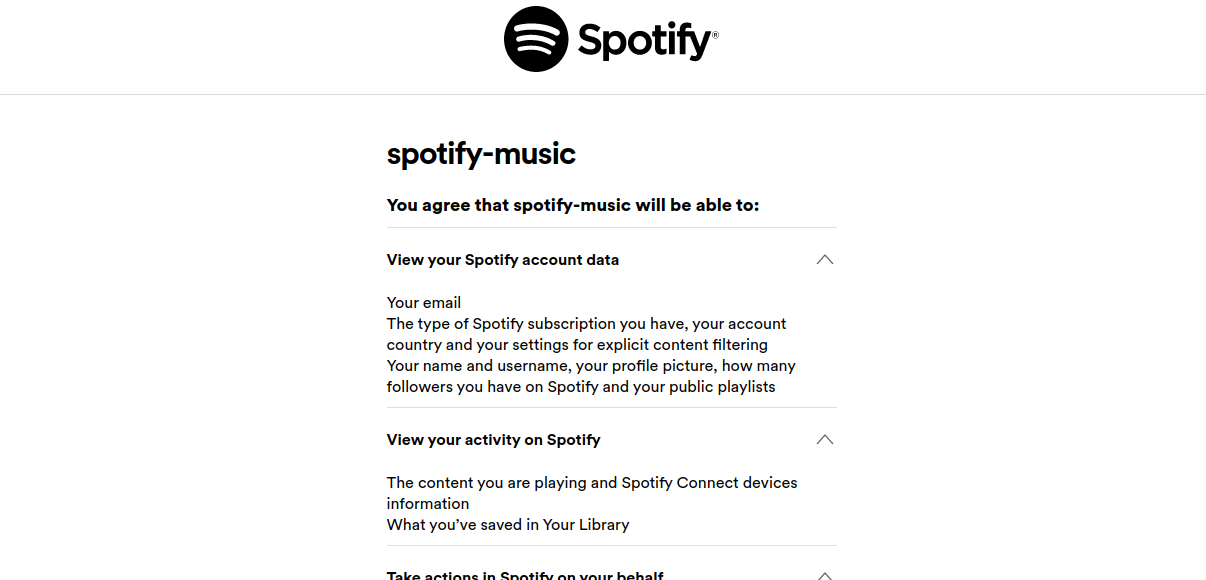 Spotify®
spotify-music
You agree that spotify-music will be able to:
View your Spotify account data
Your email
The type of Spotify subscription you have, your account
country and your settings for explicit content filtering
Your name and username, your profile picture, how many
followers you have on Spotify and your public playlists
View your activity on Spotify
The content you are playing and Spotify Connect devices
information
What you’ve saved in Your Library
Take actions in Spotify on your behalf